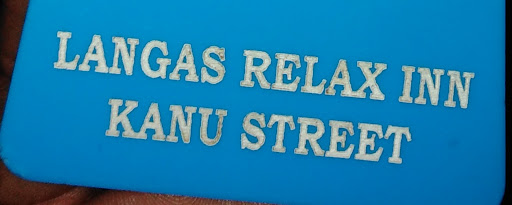 LANGAS RELAX INN
KANU STREET